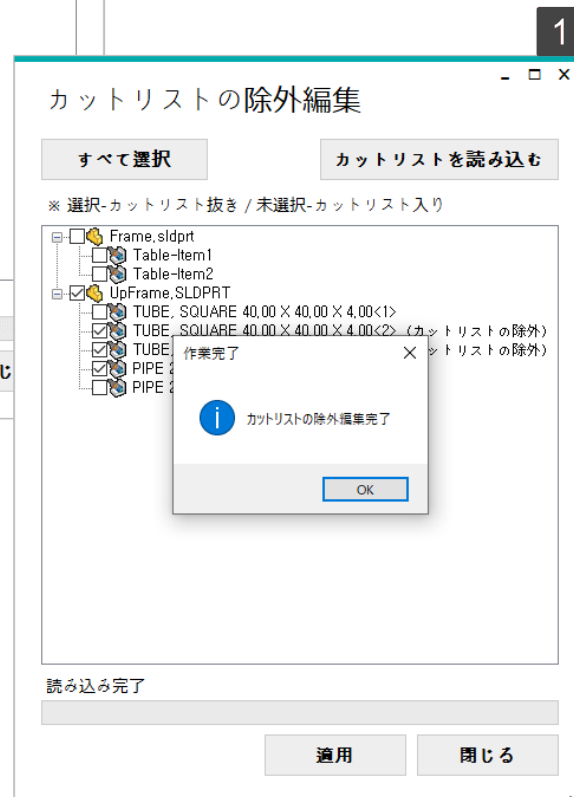 1
カットリストの除外編集
すべて選択
カットリストを読み込む
※ 選択-カットリスト抜き / 未選択-カットリスト入り
Frame.sldprt
Table-Item1
Table-Item2
UpFrame.SLDPRT
TUBE, SQUARE 40.00 X 40.00 X 4.00<1>
TUBE, SQUARE 40.00 X 40.00 X 4.00<2> (カットリストの除外)
TUBE, ットリストの除外)
PIPE 2
PIPE 2
作業完了
カットリストの除外編集完了
OK
読み込み完了
適用
閉じる